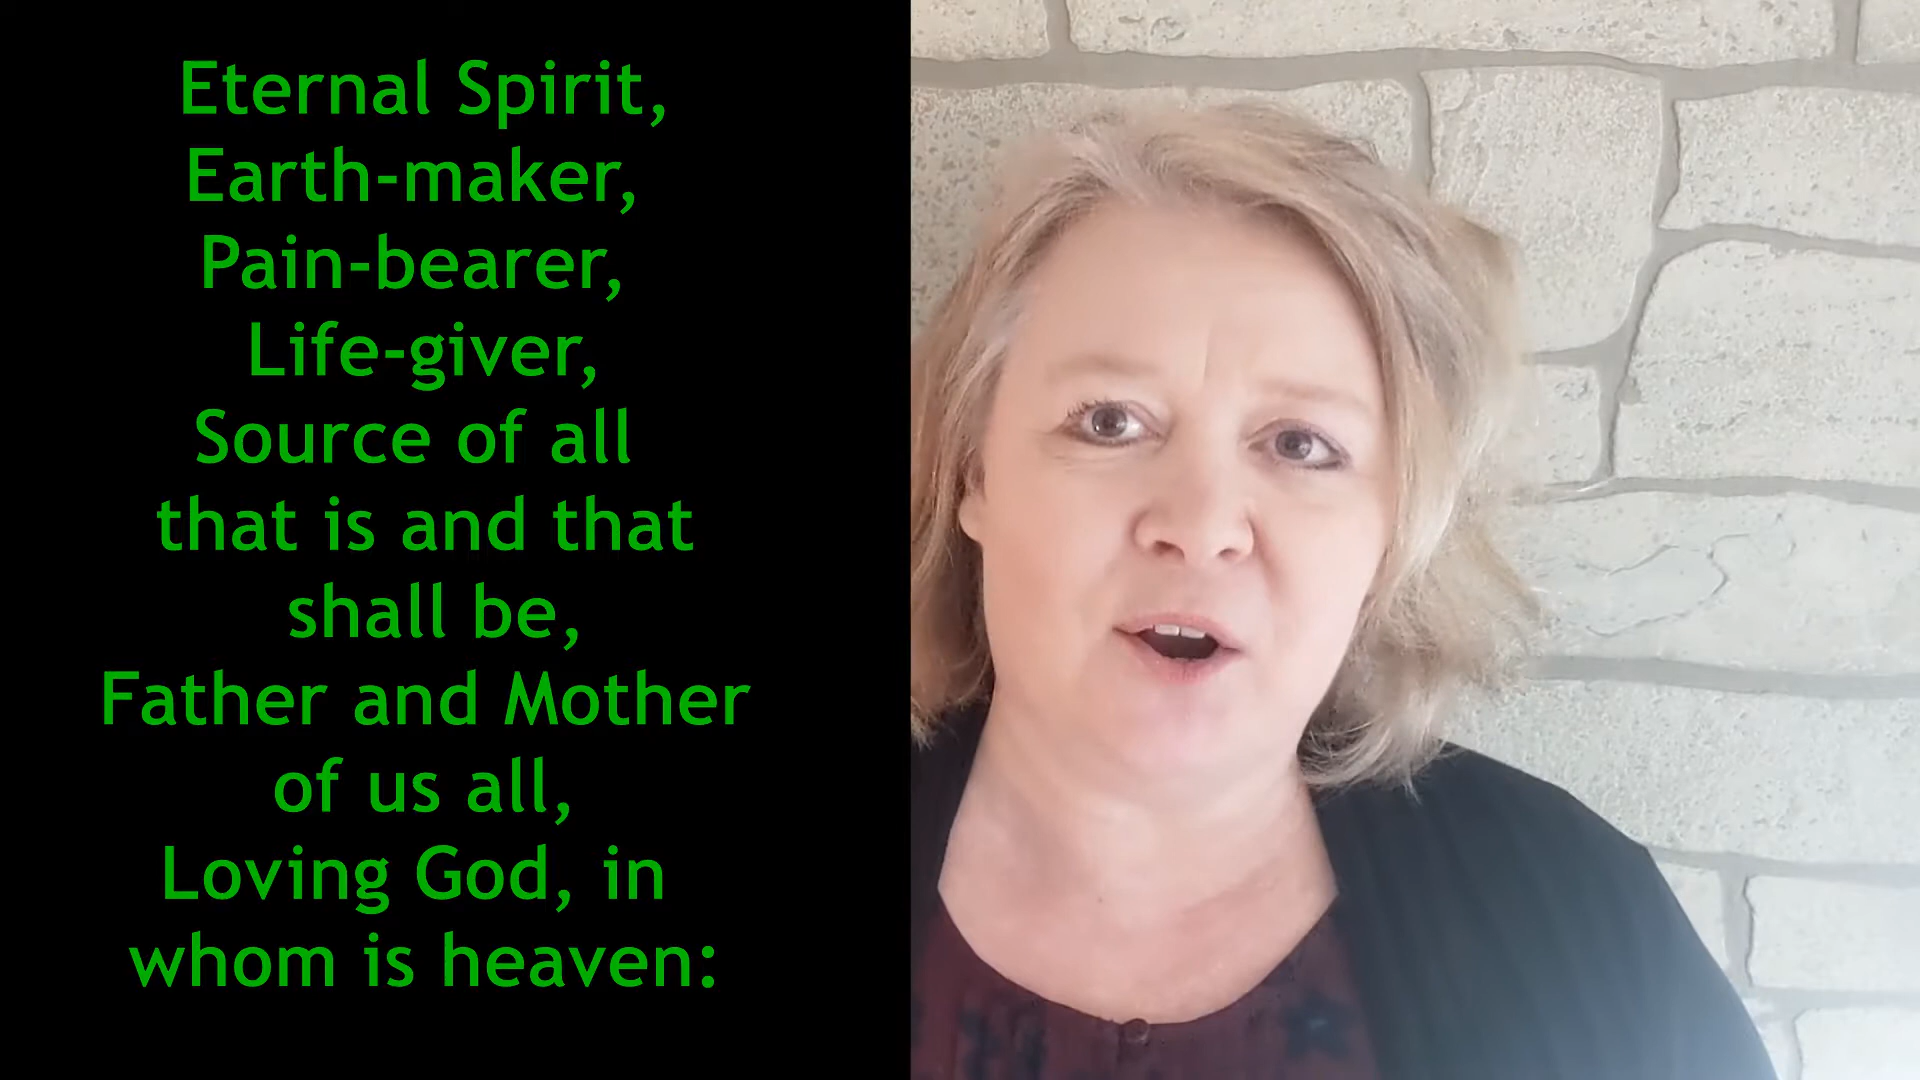 Eternal Spirit,
Earth-maker,
Pain-bearer,
Life-giver,
Source of all
that is and that
shall be,
Father and Mother
of us all,
Loving God, in
whom is heaven: